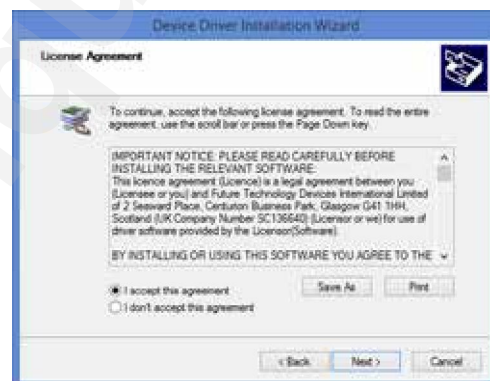 Device Driver Installation Wizard
License Agreement
To continue, accept the following license agreement. To read the entire
agreement, use the scroll bar or press the Page Down key.
IMPORTANT NOTICE: PLEASE READ CAREFULLY BEFORE
INSTALLING THE RELEVANT SOFTWARE:
This licence agreement (Licence) is a legal agreement between you
(Licensee or you) and Future Technology Devices International Limited
of 2 Seaward Place, Centurion Business Park, Glasgow G41 1HH,
Scotland (UK Company Number SC136640) (Licensor or we) for use of
driver software provided by the Licensor(Software).
BY INSTALLING OR USING THIS SOFTWARE YOU AGREE TO THE
I accept this agreement
Save As
Print
I don't accept this agreement
< Back
Next >
Cancel